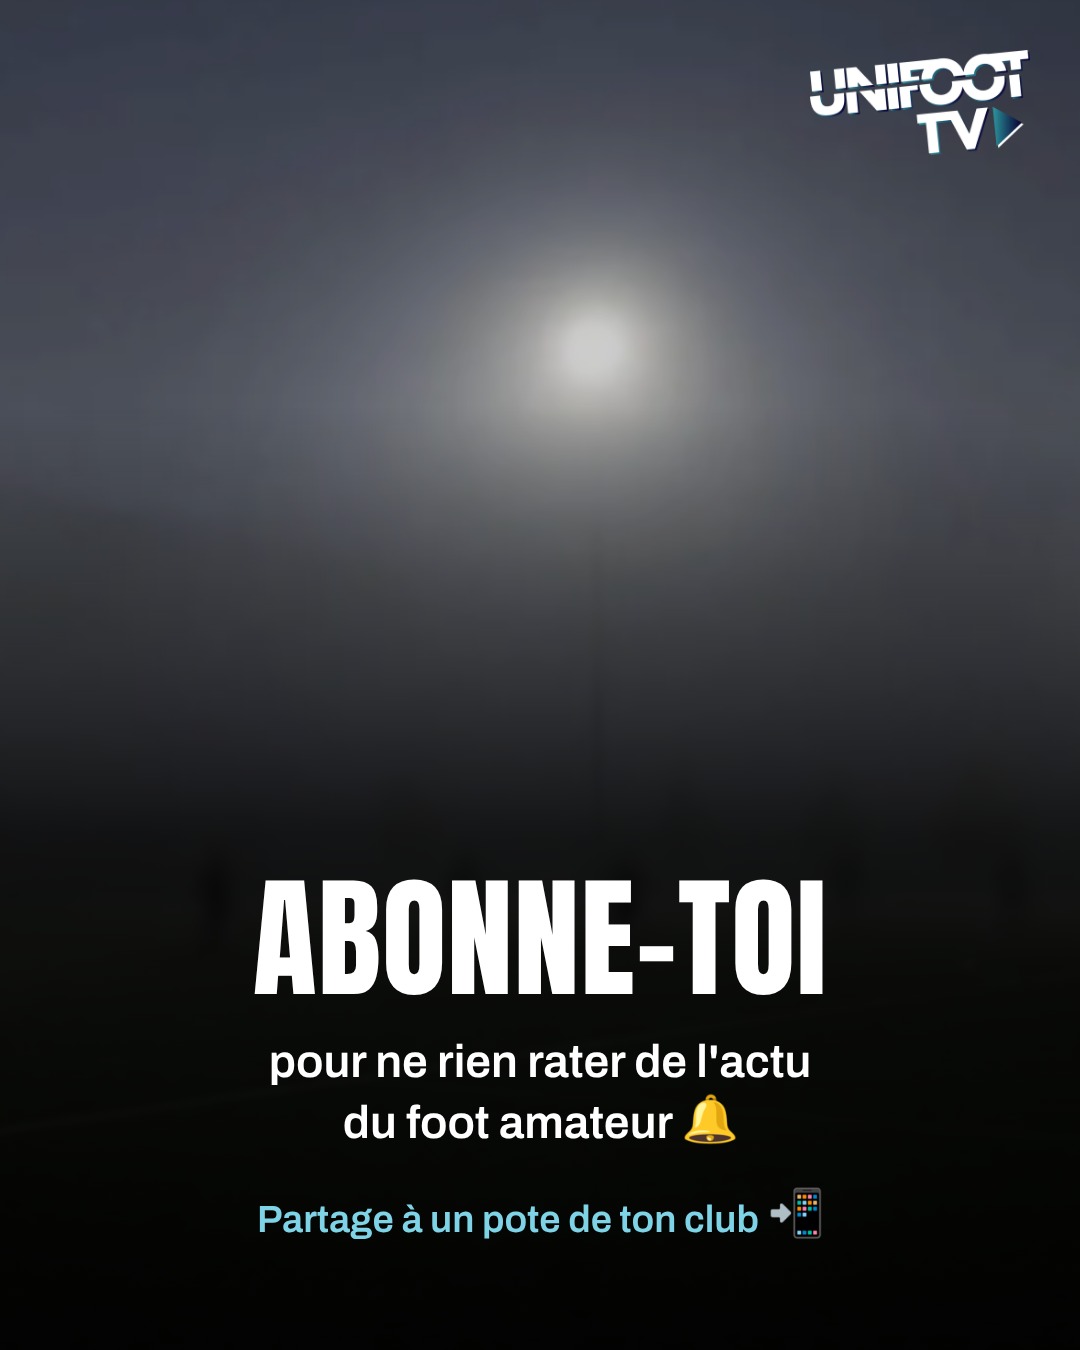 UNIFOOT
TV
ABONNE-TOI
pour ne rien rater de l'actu
du foot amateur 🔔
Partage à un pote de ton club 📲